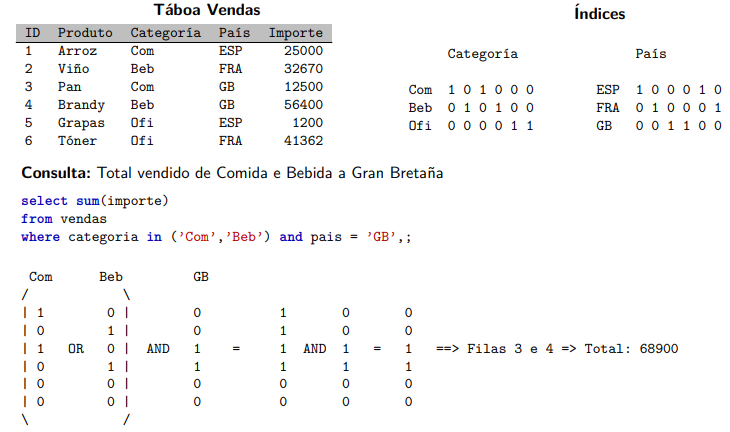 Táboa Vendas
ID Produto Categoría País Importe
1 Arroz Com ESP 25000
2 Viño Beb FRA 32670
3 Pan Com GB 12500
4 Brandy Beb GB 56400
5 Grapas Ofi ESP 1200
6 Tóner Ofi FRA 41362
Índices
Categoría
Com 1 0 1 0 0 0
Beb 0 1 0 1 0 0
Ofi 0 0 0 0 1 1
País
ESP 1 0 0 0 1 0
FRA 0 1 0 0 0 1
GB 0 0 1 1 0 0
Consulta: Total vendido de Comida e Bebida a Gran Bretaña
select sum(importe)
from vendas
where categoria in ('Com','Beb') and pais = 'GB',;
Com Beb GB
/ \
| 1 0 | 0 1 0 0
| 0 1 | 0 1 0 0
| 1 OR 0 | AND 1 = 1 AND 1 = 1 ==> Filas 3 e 4 => Total: 68900
| 0 1 | 1 1 1 1
| 0 0 | 0 0 0 0
| 0 0 | 0 0 0 0
\ /